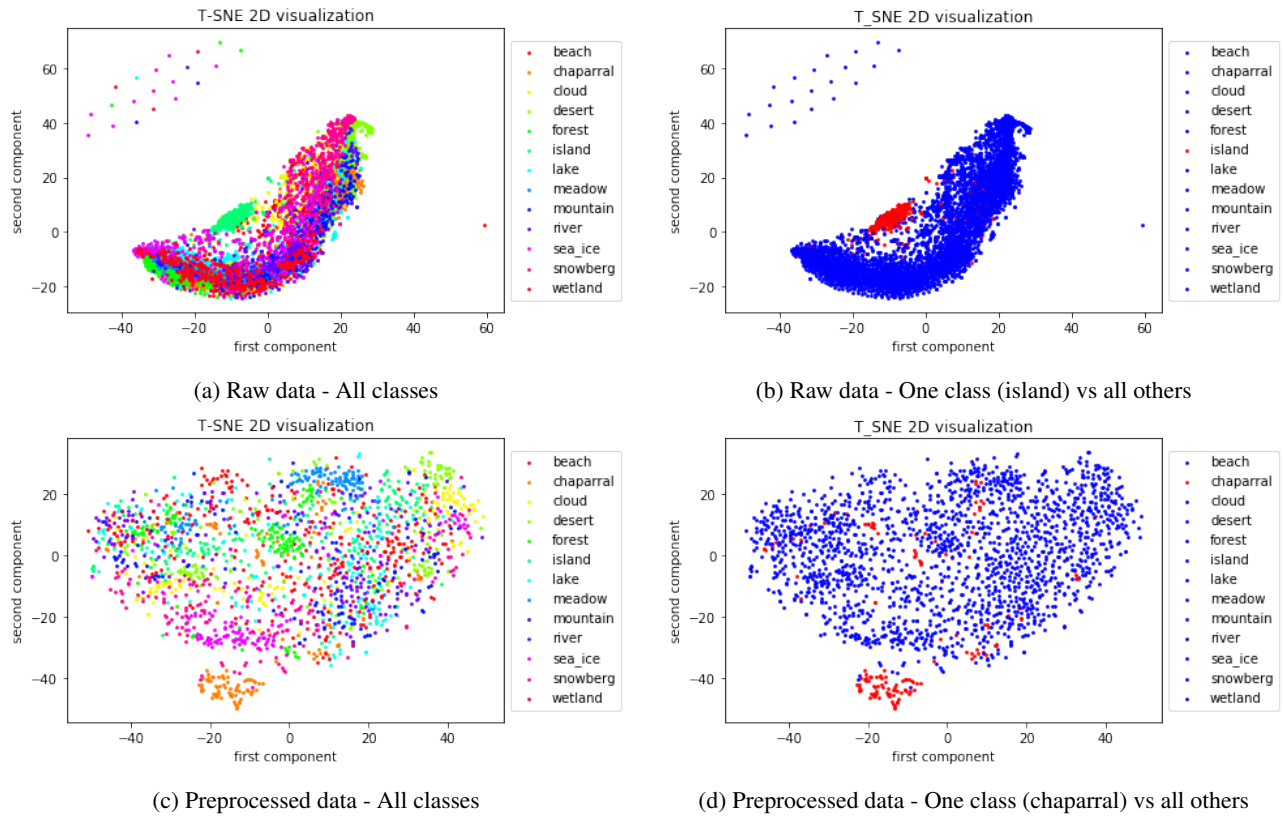 T-SNE 2D visualization
second component
60
40
20
0
−20
−40
−20
0
20
40
60
first component
beach
chaparral
cloud
desert
forest
island
lake
meadow
mountain
river
sea_ice
snowberg
wetland
(a) Raw data - All classes
T_SNE 2D visualization
second component
60
40
20
0
−20
−40
−20
0
20
40
60
first component
beach
chaparral
cloud
desert
forest
island
lake
meadow
mountain
river
sea_ice
snowberg
wetland
(b) Raw data - One class (island) vs all others
T-SNE 2D visualization
second component
20
0
−20
−40
−40
−20
0
20
40
first component
beach
chaparral
cloud
desert
forest
island
lake
meadow
mountain
river
sea_ice
snowberg
wetland
(c) Preprocessed data - All classes
T_SNE 2D visualization
second component
20
0
−20
−40
−40
−20
0
20
40
first component
beach
chaparral
cloud
desert
forest
island
lake
meadow
mountain
river
sea_ice
snowberg
wetland
(d) Preprocessed data - One class (chaparral) vs all others